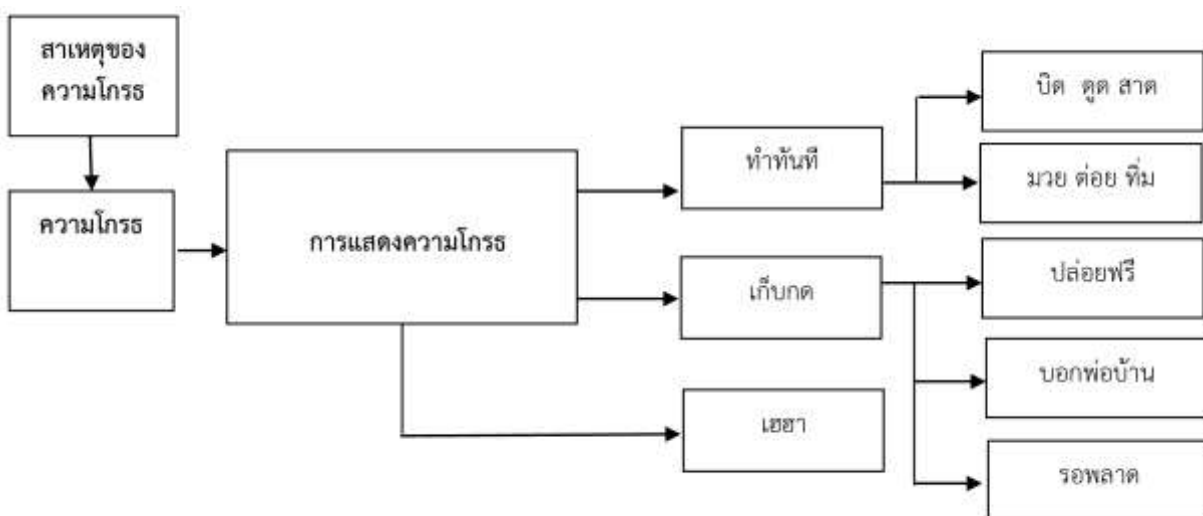 สาเหตุของ
ความโกรธ
ความโกรธ
การแสดงความโกรธ
ทำทันที
บิด ดูด สาด
มวย ต่อย ทิ่ม
เก็บกด
ปล่อยฟรี
บอกพ่อบ้าน
รอพลาด
เฮฮา